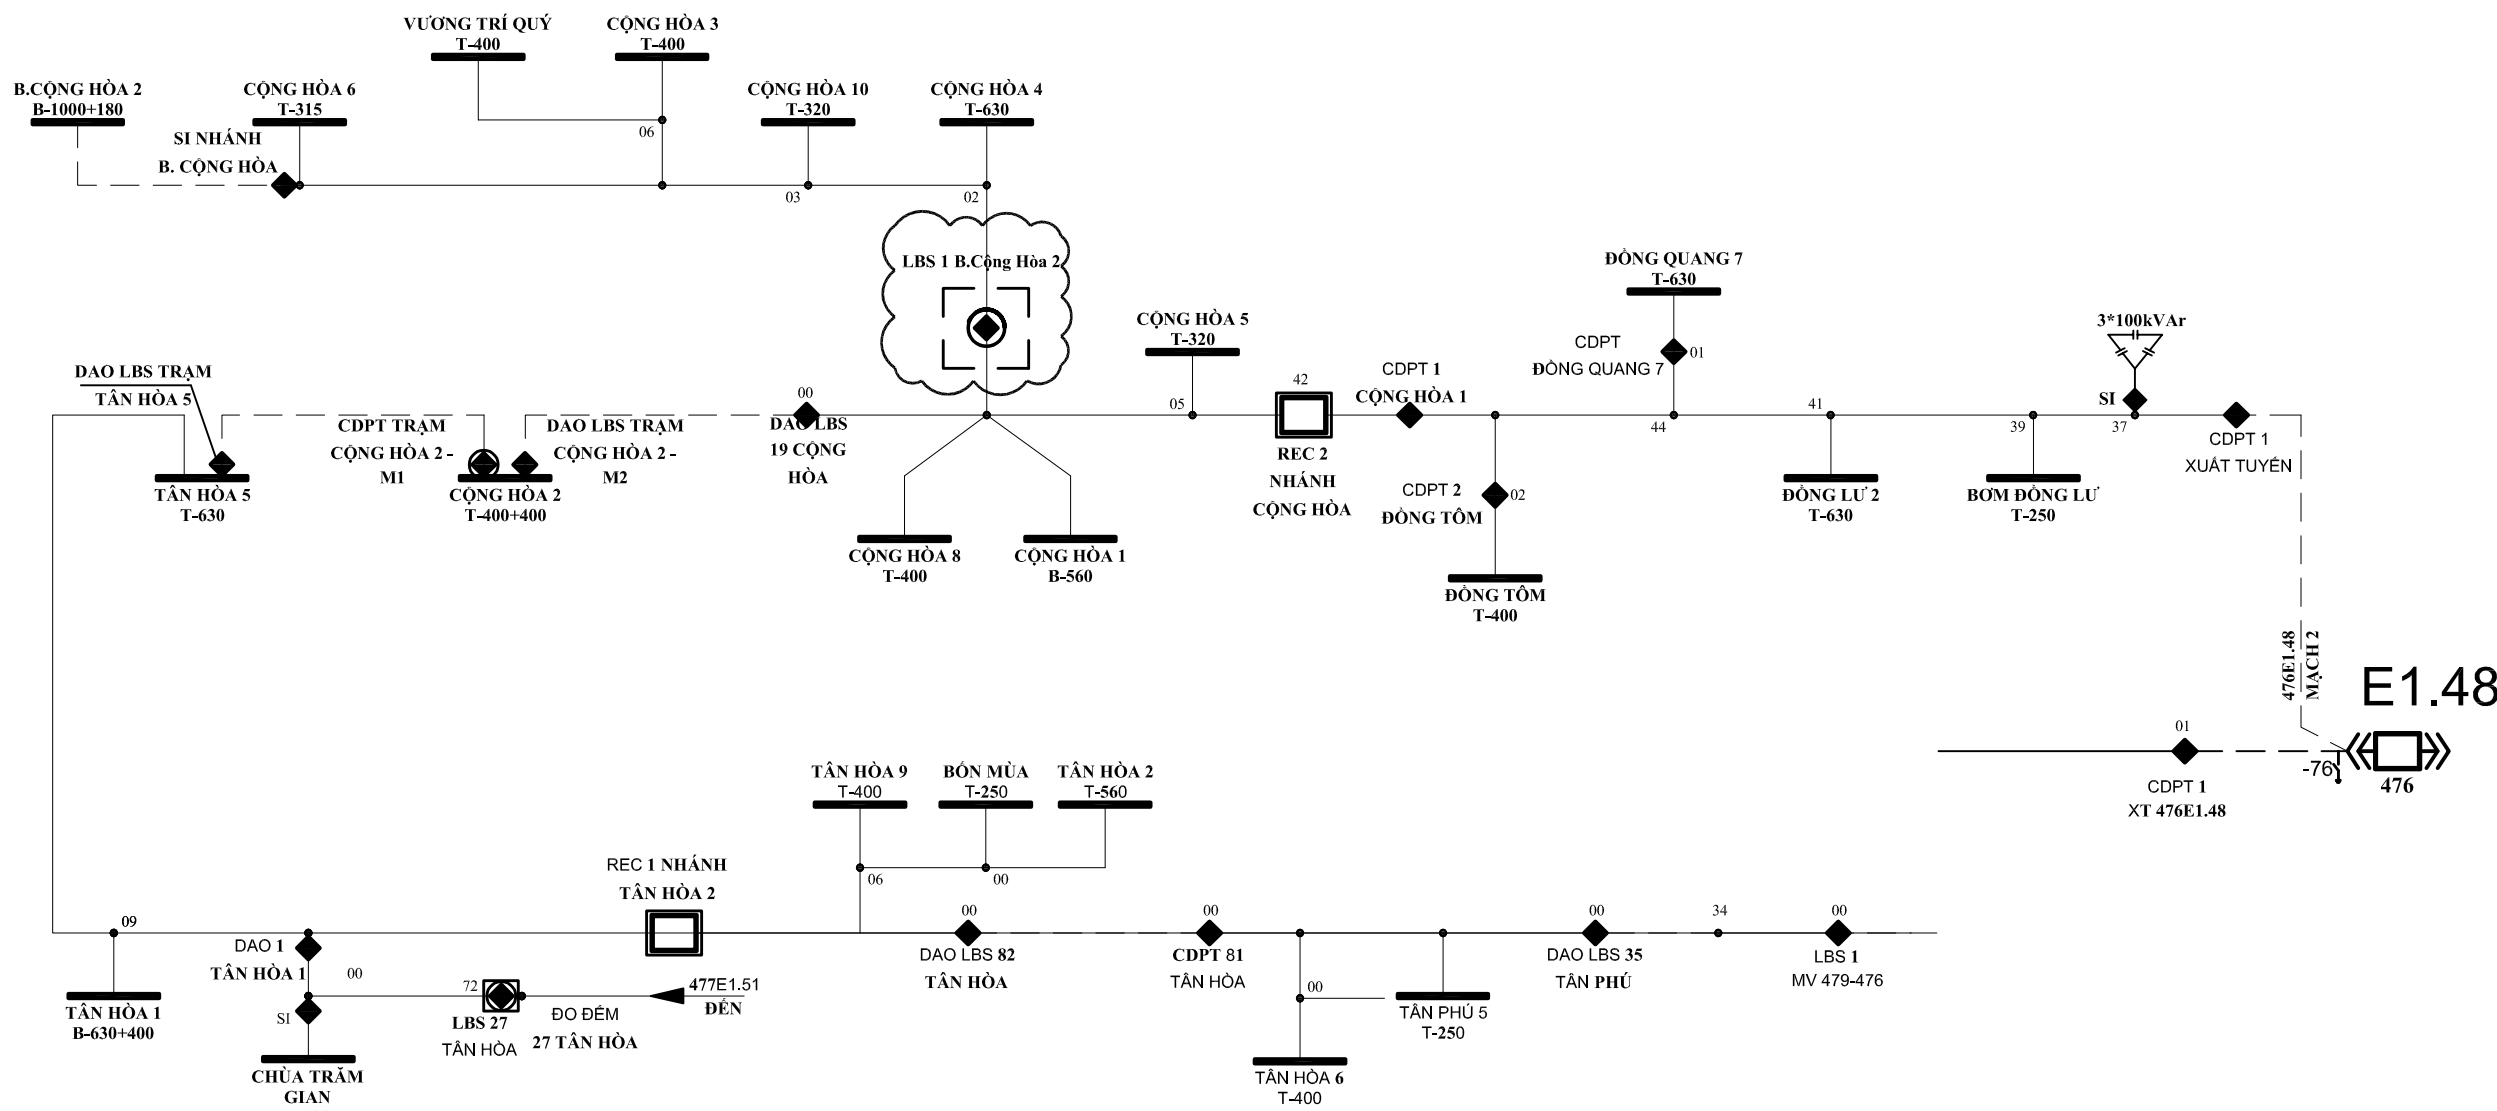 VƯƠNG TRÍ QUÝ
T-400
CỘNG HÒA 3
T-400
B.CỘNG HÒA 2
B-1000+180
CỘNG HÒA 6
T-315
CỘNG HÒA 10
T-320
CỘNG HÒA 4
T-630
SI NHÁNH
B. CỘNG HÒA
06
03
02
LBS 1 B.Cộng Hòa 2
ĐỒNG QUANG 7
T-630
CỘNG HÒA 5
T-320
3*100kVAr
CDPT
ĐỒNG QUANG 7
01
DAO LBS TRẠM
TÂN HÒA 5
00
42
CDPT 1
CỘNG HÒA 1
SI
05
44
41
39
37
CDPT TRẠM
CỘNG HÒA 2 -
M1
DAO LBS TRẠM
CỘNG HÒA 2 -
M2
DAO LBS
19 CỘNG
HÒA
REC 2
NHÁNH
CỘNG HÒA
CDPT 1
XUẤT TUYẾN
TÂN HÒA 5
T-630
CỘNG HÒA 2
T-400+400
CDPT 2
ĐỒNG TÔM
02
ĐỒNG LƯ 2
T-630
BƠM ĐỒNG LƯ
T-250
CỘNG HÒA 8
T-400
CỘNG HÒA 1
B-560
ĐỒNG TÔM
T-400
476E1.48
MẠCH 2
E1.48
01
-76
476
CDPT 1
XT 476E1.48
TÂN HÒA 9
T-400
BỐN MÙA
T-250
TÂN HÒA 2
T-560
REC 1 NHÁNH
TÂN HÒA 2
06
00
09
00
00
00
34
00
DAO 1
TÂN HÒA 1
DAO LBS 82
TÂN HÒA
CDPT 81
TÂN HÒA
DAO LBS 35
TÂN PHÚ
LBS 1
MV 479-476
00
72
477E1.51
ĐẾN
00
TÂN HÒA 1
B-630+400
SI
LBS 27
TÂN HÒA
ĐO ĐẾM
27 TÂN HÒA
TÂN PHÚ 5
T-250
CHÙA TRĂM
GIAN
TÂN HÒA 6
T-400